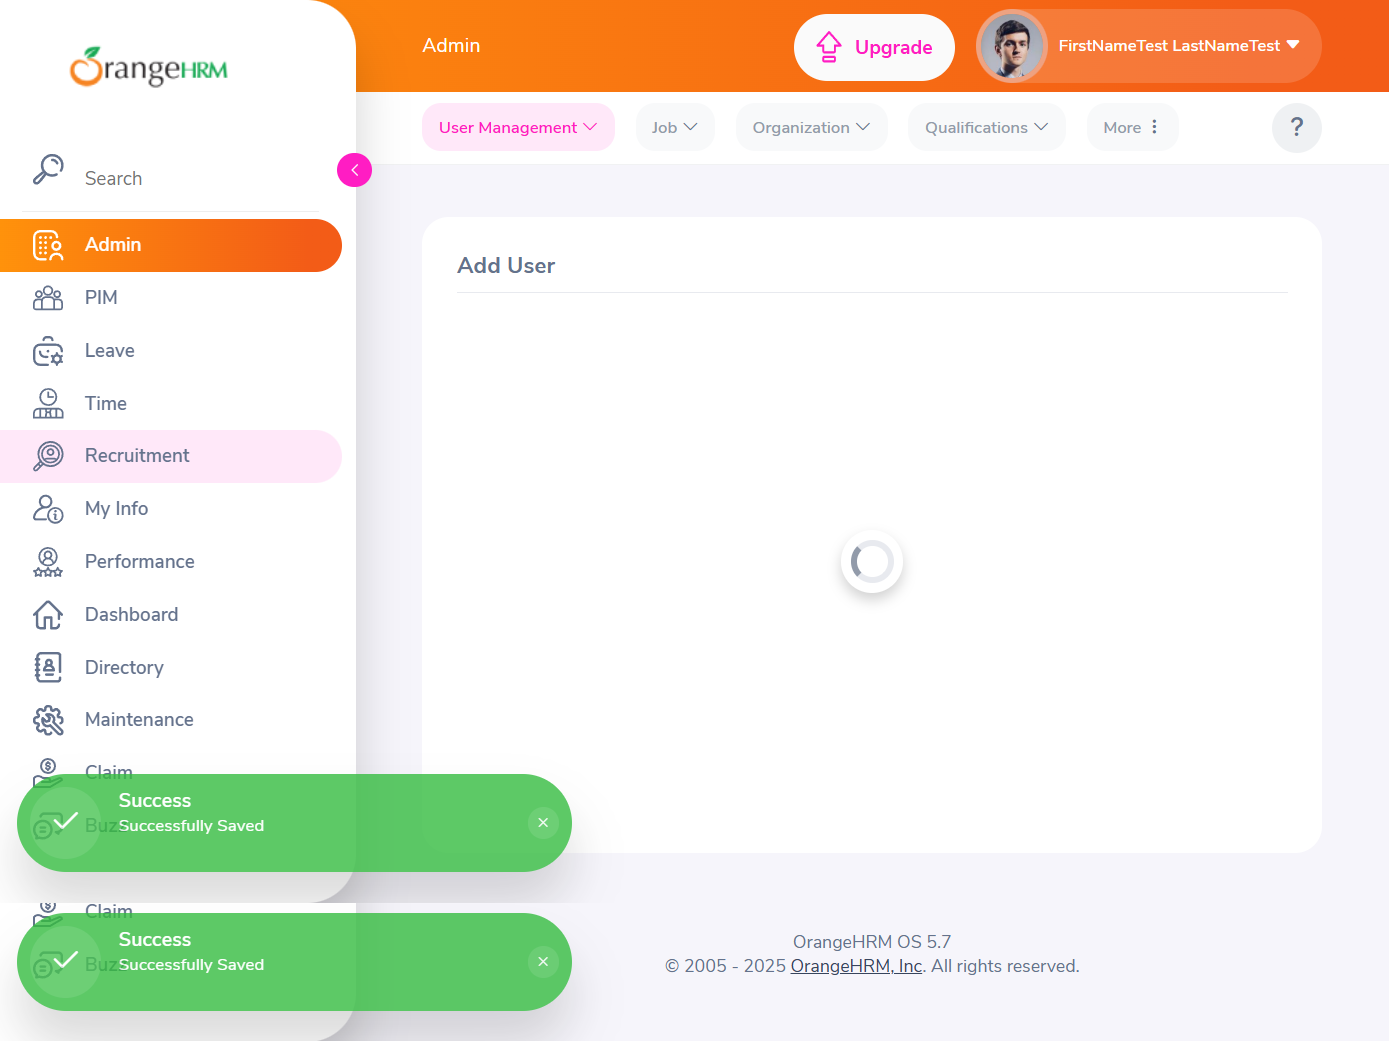 OrangeHRM
Admin
Upgrade
FirstNameTest LastNameTest
User Management
Job
Organization
Qualifications
More
?
Search
Admin
PIM
Leave
Time
Recruitment
My Info
Performance
Dashboard
Directory
Maintenance
Claim
Add User
Success
Successfully Saved
Claim
Success
Successfully Saved
OrangeHRM OS 5.7
© 2005 - 2025 OrangeHRM, Inc. All rights reserved.